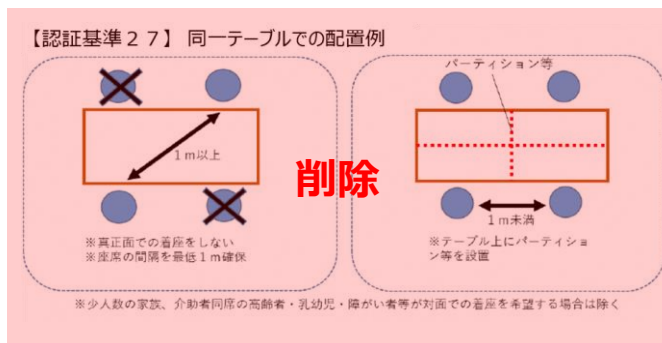 【認証基準２７】 同一テーブルでの配置例
パーティション等
１ｍ以上
削除
１ｍ未満
※真正面での着座をしない
※座席の間隔を最低１ｍ確保
※テーブル上にパーティショ
ン等を設置
※少人数の家族、介助者同席の高齢者・乳幼児・障がい者等が対面での着座を希望する場合は除く